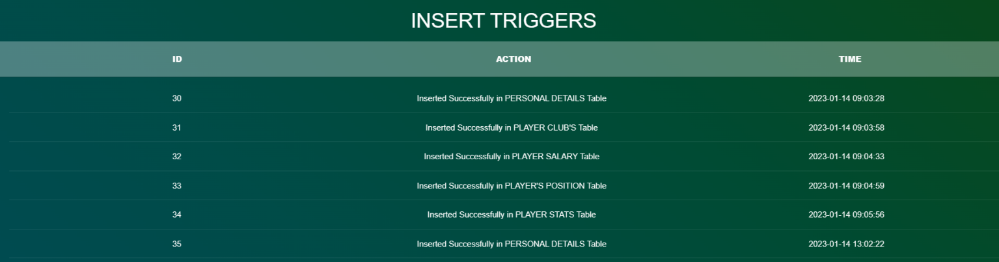 INSERT TRIGGERS
ID ACTION TIME
30 Inserted Successfully in PERSONAL DETAILS Table 2023-01-14 09:03:28
31 Inserted Successfully in PLAYER CLUB'S Table 2023-01-14 09:03:58
32 Inserted Successfully in PLAYER SALARY Table 2023-01-14 09:04:33
33 Inserted Successfully in PLAYER'S POSITION Table 2023-01-14 09:04:59
34 Inserted Successfully in PLAYER STATS Table 2023-01-14 09:05:56
35 Inserted Successfully in PERSONAL DETAILS Table 2023-01-14 13:02:22